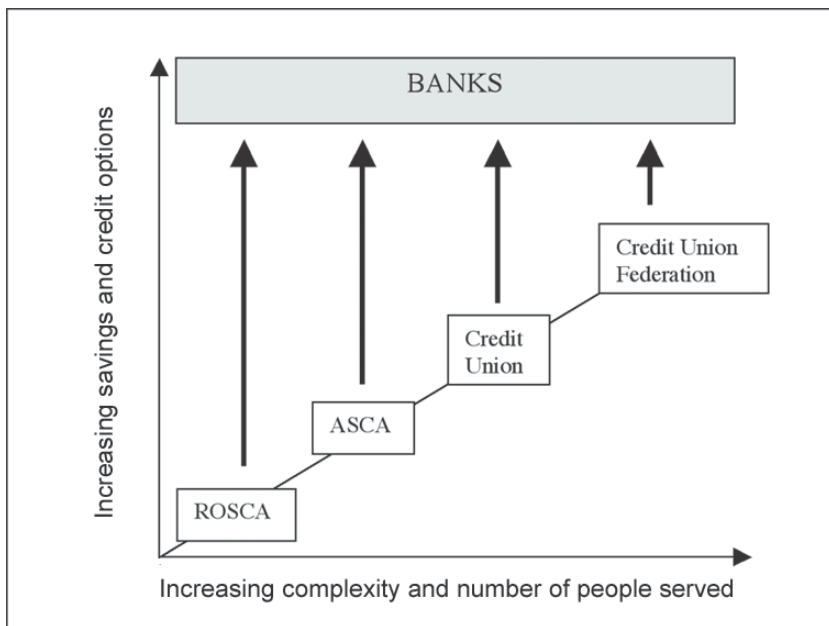 BANKS
Increasing savings and credit options
Credit Union
Federation
Credit
Union
ASCA
ROSCA
Increasing complexity and number of people served